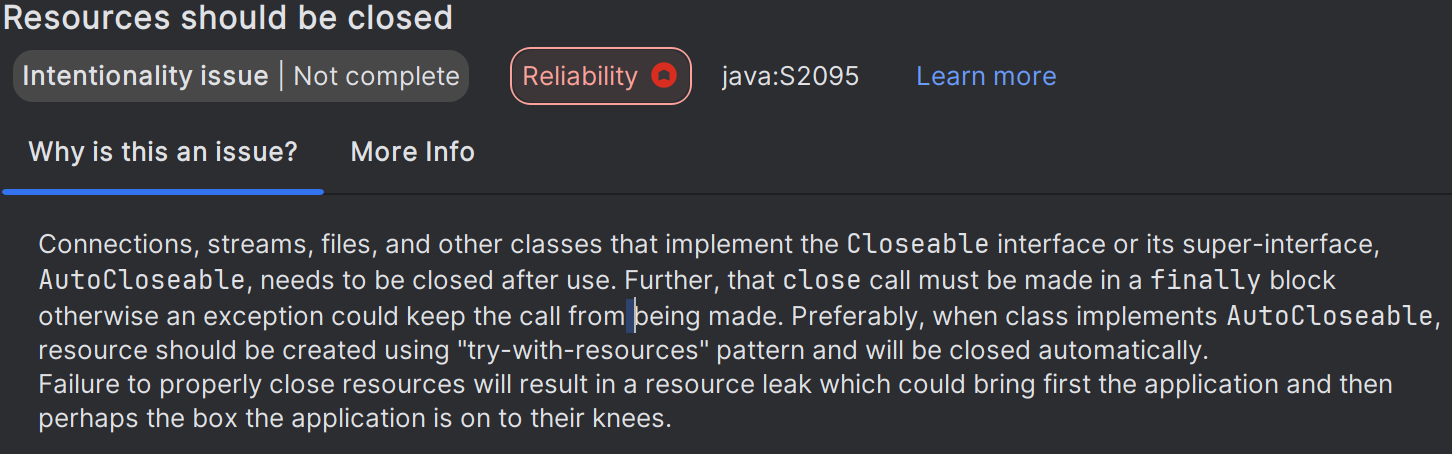 Resources should be closed
Intentionality issue | Not complete Reliability java:S2095 Learn more
Why is this an issue? More Info
Connections, streams, files, and other classes that implement the Closeable interface or its super-interface,
AutoCloseable, needs to be closed after use. Further, that close call must be made in a finally block
otherwise an exception could keep the call from being made. Preferably, when class implements AutoCloseable,
resource should be created using "try-with-resources" pattern and will be closed automatically.
Failure to properly close resources will result in a resource leak which could bring first the application and then
perhaps the box the application is on to their knees.